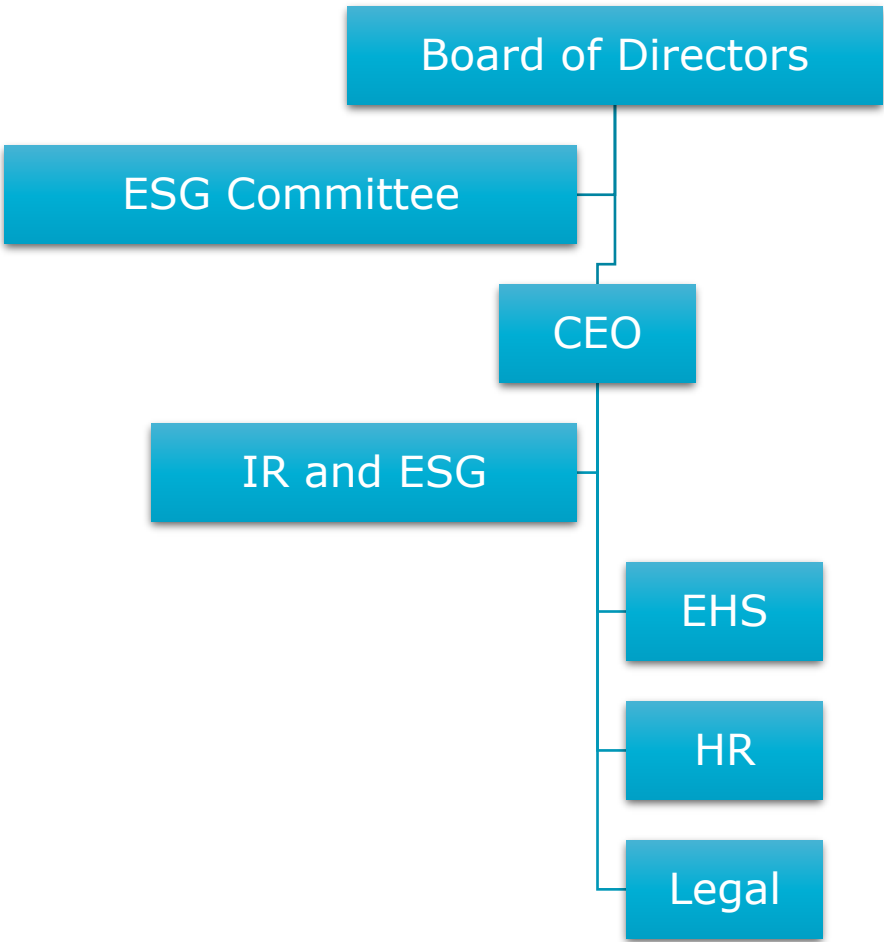 Board of Directors
ESG Committee
CEO
IR and ESG
EHS
HR
Legal